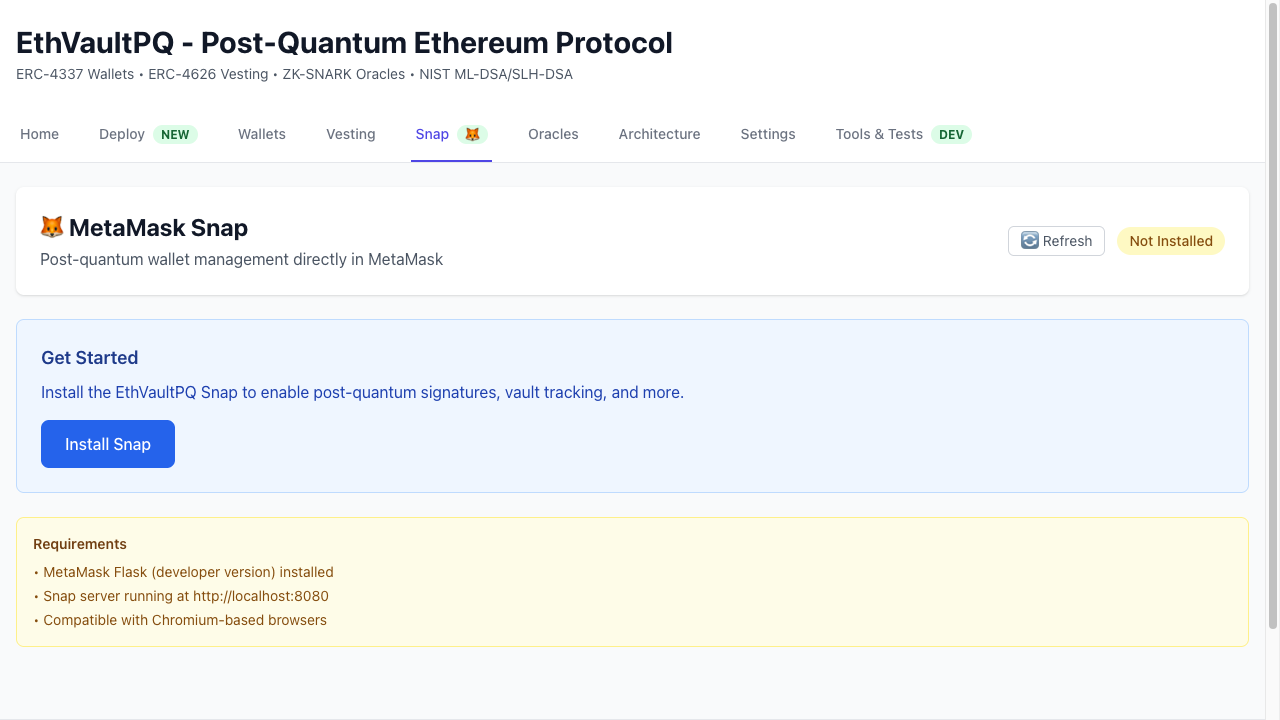 EthVaultPQ - Post-Quantum Ethereum Protocol
ERC-4337 Wallets • ERC-4626 Vesting • ZK-SNARK Oracles • NIST ML-DSA/SLH-DSA
Home Deploy NEW Wallets Vesting Snap 🦊 Oracles Architecture Settings Tools & Tests DEV
🦊 MetaMask Snap
Post-quantum wallet management directly in MetaMask
🔄 Refresh Not Installed
Get Started
Install the EthVaultPQ Snap to enable post-quantum signatures, vault tracking, and more.
Install Snap
Requirements
• MetaMask Flask (developer version) installed
• Snap server running at http://localhost:8080
• Compatible with Chromium-based browsers